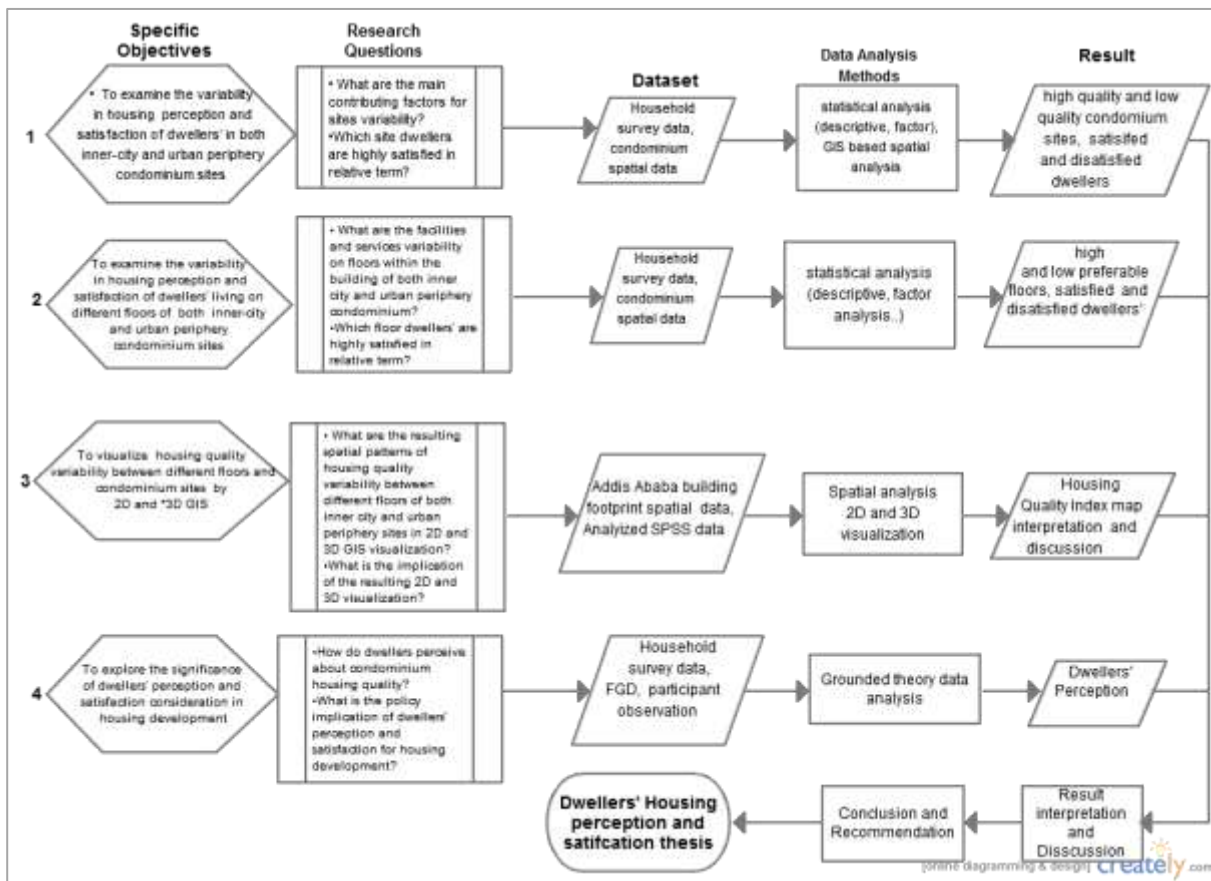 Specific
Objectives
Research
Questions
Dataset
Data Analysis
Methods
Result
1
• To examine the variability
in housing perception and
satisfaction of dwellers' in both
inner-city and urban periphery
condominium sites
• What are the main
contributing factors for
sites variability?
•Which site dwellers
are highly satisfied in
relative term?
Household
survey data,
condominium
spatial data
statistical analysis
(descriptive, factor),
GIS based spatial
analysis
high quality and low
quality condominium
sites, satisifed
and disatisfied
dwellers
2
To examine the variability
in housing perception and
satisfaction of dwellers' living on
different floors of both inner-city
and urban periphery
condominium sites
• What are the facilities
and services variability
on floors within the
building of both inner
city and urban periphery
condominium?
•Which floor dwellers' are
highly satisfied in
relative term?
Household
survey data,
condominium
spatial data
statistical analysis
(descriptive, factor
analysis..)
high
and low preferable
floors, satisfied and
disatisfied dwellers'
3
To visualize housing quality
variability between different floors and
condominium sites by
2D and *3D GIS
• What are the resulting
spatial patterns of
housing quality
variability between
different floors of both
inner city and urban
periphery sites in 2D and
3D GIS visualization?
•What is the implication
of the resulting 2D and
3D visualization?
Addis Ababa building
footprint spatial data,
Analyized SPSS data
Spatial analysis
2D and 3D
visualization
Housing
Quality Index map
interpretation and
discussion
4
To explore the significance
of dwellers' perception and
satisfaction consideration in
housing development
•How do dwellers perceive
about condominium
housing quality?
•What is the policy
implication of dwellers'
perception and
satisfaction for housing
development?
Household
survey data,
FGD, participant
observation
Grounded theory data
analysis
Dwellers'
Perception
Dwellers' Housing
perception and
satifcation thesis
Conclusion and
Recommendation
Result
interpretation
and
Disscussion
[online diagramming & design] creately.com